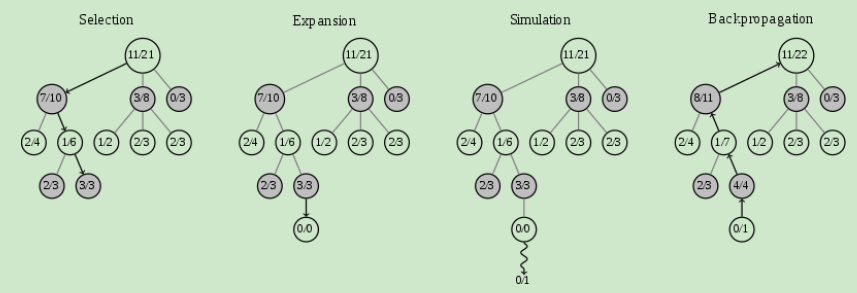 Selection
11/21
7/10 3/8 0/3
2/4 1/6 1/2 2/3 2/3
2/3 3/3
Expansion
11/21
7/10 3/8 0/3
2/4 1/6 1/2 2/3 2/3
2/3 3/3
0/0
Simulation
11/21
7/10 3/8 0/3
2/4 1/6 1/2 2/3 2/3
2/3 3/3
0/0
0/1
Backpropagation
11/22
8/11 3/8 0/3
2/4 1/7 1/2 2/3 2/3
2/3 4/4
0/1